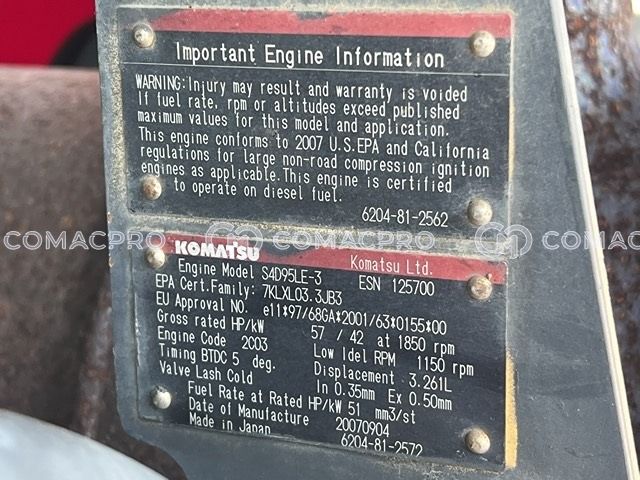 Important Engine Information
WARNING:Injury may result and warranty is voided
If fuel rate, rpm or altitudes exceed published
maximum values for this model and application.
This engine conforms to 2007 U.S.EPA and California
regulations for large non-road compression ignition
engines as applicable.This engine is certified
to operate on diesel fuel.
6204-81-2562
COMACPRO COMACPRO COMACPRO
KOMATSU Komatsu Ltd.
Engine Model S4D95LE-3 ESN 125700
EPA Cert.Family: 7KLXL03.3JB3
EU Approval NO. e11*97/68GA*2001/63*0155*00
Gross rated HP/kW 57 / 42 at 1850 rpm
Engine Code 2C03 Low Idel RPM 1150 rpm
Timing BTDC 5 deg. Displacement 3.261L
Valve Lash Cold In 0.35mm Ex 0.50mm
Fuel Rate at Rated HP/kW 51 mm3/st
Date of Manufacture 20070904
Made in Japan 6204-81-2572